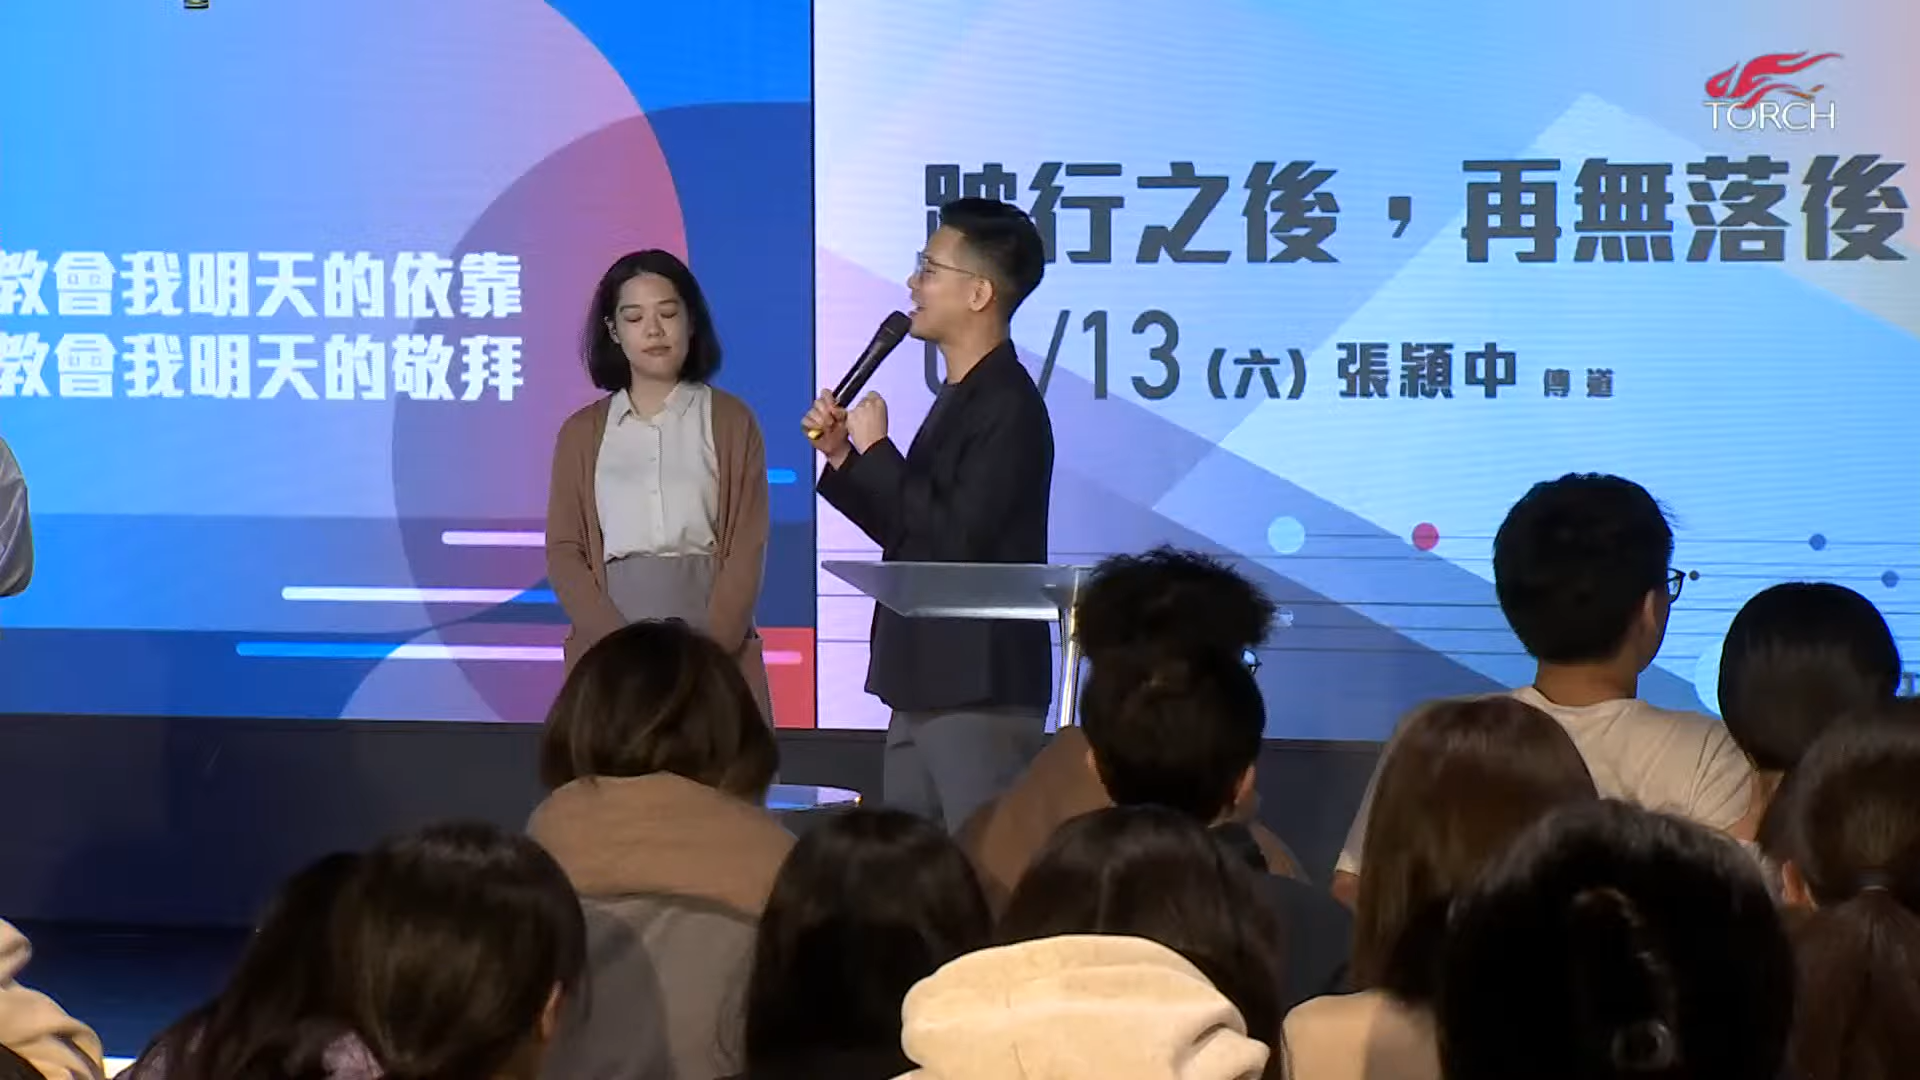 TORCH
跛行之後，再無落後
/13 (六) 張穎中 傳道
教會我明天的依靠
教會我明天的敬拜